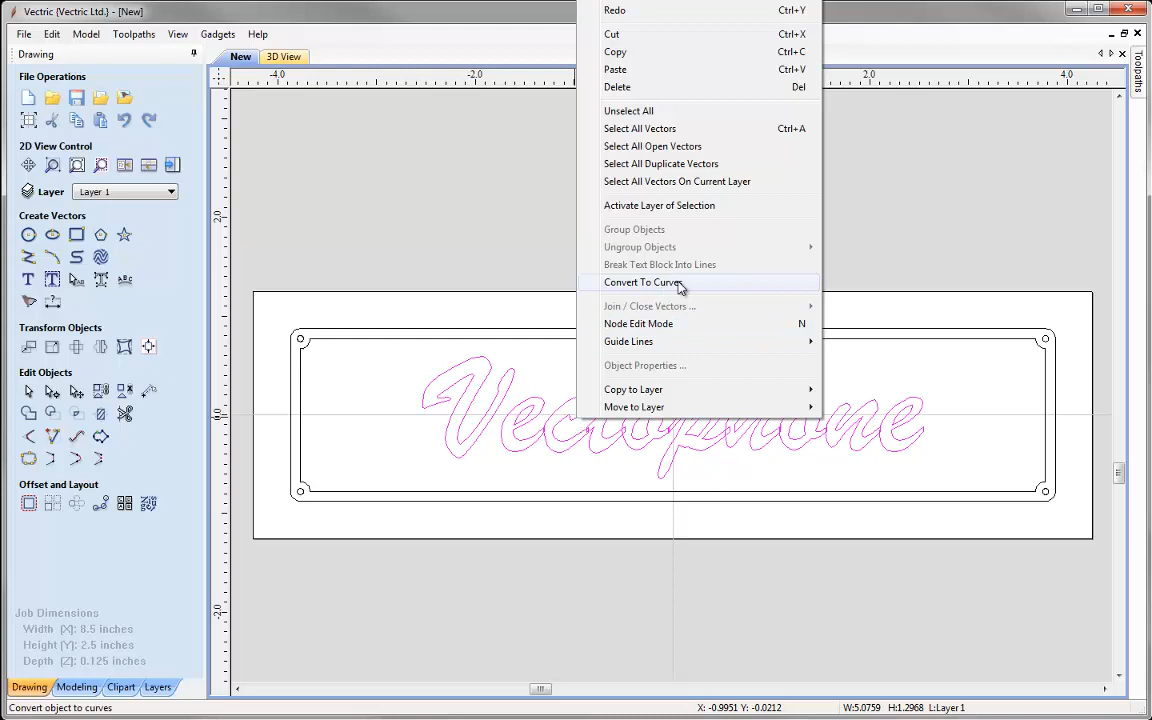 Vectric {Vectric Ltd.} - [New]
File Edit Model Toolpaths View Gadgets Help
Drawing
New 3D View
File Operations
2D View Control
Layer Layer 1
Create Vectors
Transform Objects
Edit Objects
Offset and Layout
Job Dimensions
Width (X): 8.5 inches
Height (Y): 2.5 inches
Depth (Z): 0.125 inches
Drawing Modeling Clipart Layers
Convert object to curves
-4.0 -2.0 2.0 4.0
2.0
0.0
-2.0
Redo Ctrl+Y
Cut Ctrl+X
Copy Ctrl+C
Paste Ctrl+V
Delete Del
Unselect All
Select All Vectors Ctrl+A
Select All Open Vectors
Select All Duplicate Vectors
Select All Vectors On Current Layer
Activate Layer of Selection
Group Objects
Ungroup Objects
Break Text Block Into Lines
Convert To Curves
Join / Close Vectors ...
Node Edit Mode N
Guide Lines
Object Properties ...
Copy to Layer
Move to Layer
Vectorphone
Toolpaths
X: -0.9951 Y: -0.0212 W:5.0759 H:1.2968 L:Layer 1